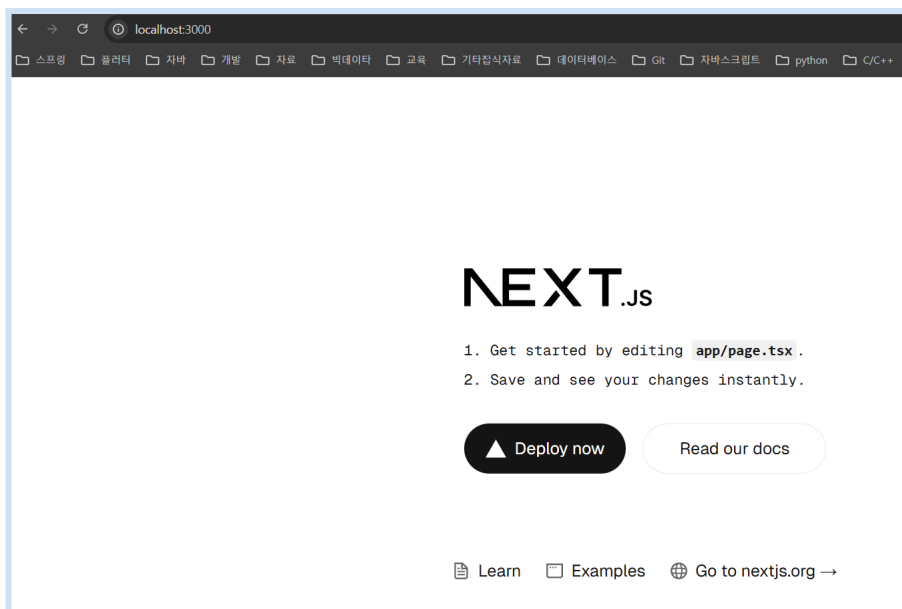 localhost:3000
스프링 플러터 자바 개발 자료 빅데이타 교육 기타잡식자료 데이터베이스 Git 자바스크립트 python C/C++
NEXT.JS
1. Get started by editing app/page.tsx.
2. Save and see your changes instantly.
Deploy now Read our docs
Learn Examples Go to nextjs.org →